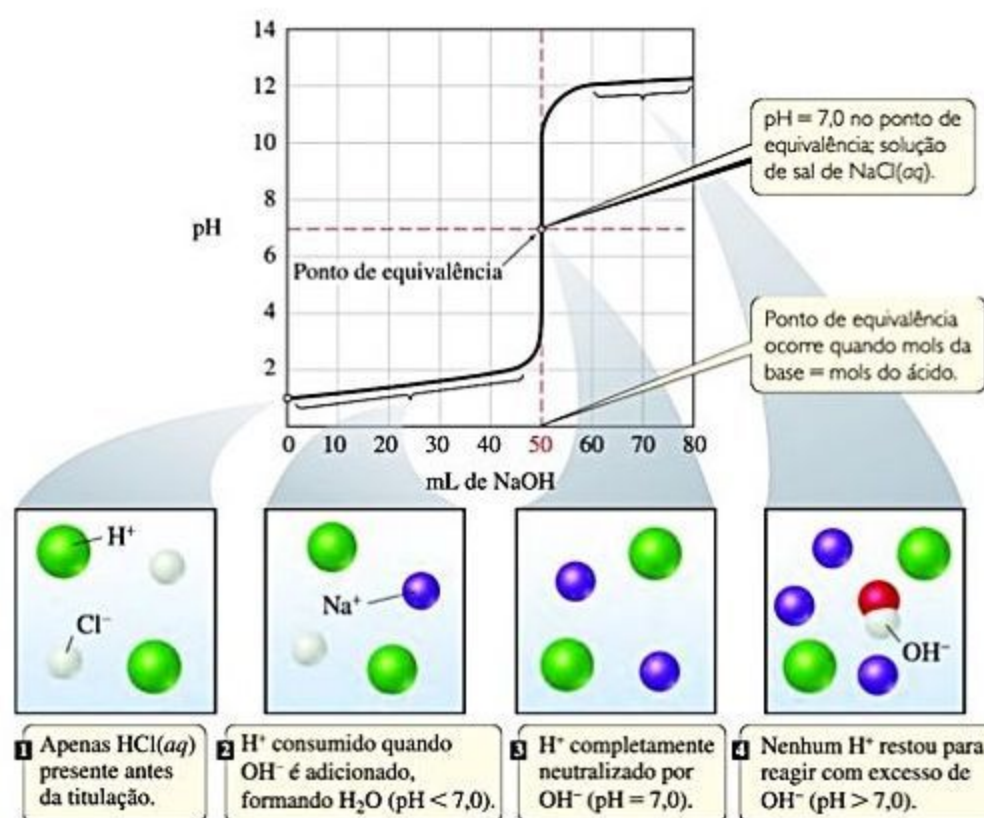 14
12
10
8
6
4
2
pH
0 10 20 30 40 50 60 70 80
mL de NaOH
Ponto de equivalência
pH = 7,0 no ponto de
equivalência; solução
de sal de NaCl(aq).
Ponto de equivalência
ocorre quando mols da
base = mols do ácido.
H⁺
Cl⁻
Na⁺
OH⁻
1 Apenas HCl(aq)
presente antes
da titulação.
2 H⁺ consumido quando
OH⁻ é adicionado,
formando H₂O (pH < 7,0).
3 H⁺ completamente
neutralizado por
OH⁻ (pH = 7,0).
4 Nenhum H⁺ restou para
reagir com excesso de
OH⁻ (pH > 7,0).